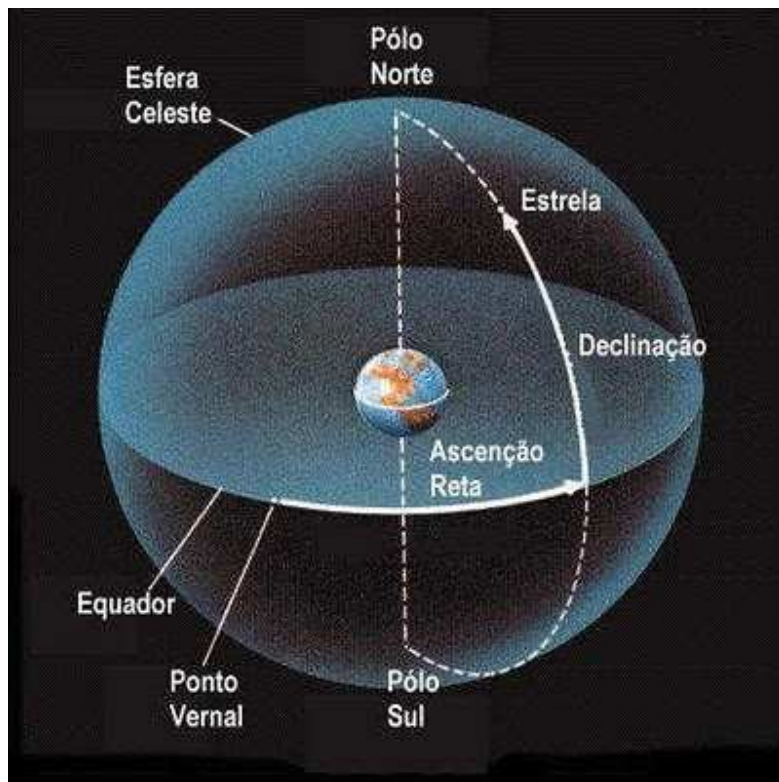 Pólo
Norte
Esfera
Celeste
Estrela
Declinação
Ascenção
Reta
Equador
Ponto
Vernal
Pólo
Sul